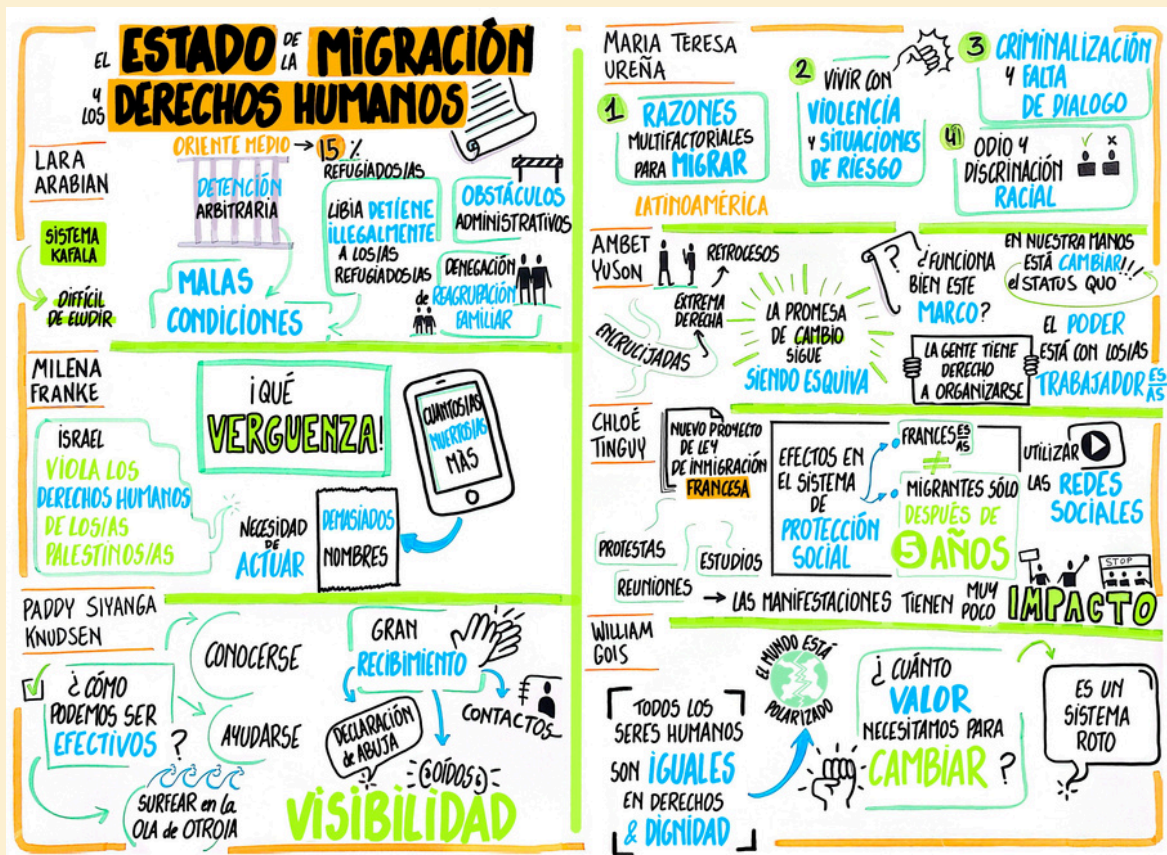 EL ESTADO DE LA MIGRACIÓN
Y LOS DERECHOS HUMANOS
LARA
ARABIAN
SISTEMA
KAFALA
DIFÍCIL
DE ELUDIR
ORIENTE MEDIO → 15 %
REFUGIADOS/AS
DETENCIÓN
ARBITRARIA
MALAS
CONDICIONES
LIBIA DETIENE
ILLEGALMENTE
A LOS/AS
REFUGIADOS/AS
OBSTÁCULOS
ADMINISTRATIVOS
DENEGACIÓN
de REAGRUPACIÓN
FAMILIAR
MILENA
FRANKE
ISRAEL
VIOLA LOS
DERECHOS HUMANOS
DE LOS/AS
PALESTINOS/AS
¡QUÉ
VERGUENZA!
NECESIDAD
DE
ACTUAR
CUANTOS/AS
MUERTOS/AS
MÁS
DEMASIADOS
NOMBRES
PADDY SIYANGA
KNUDSEN
¿CÓMO
PODEMOS SER
EFECTIVOS ?
CONOCERSE
AYUDARSE
SURFEAR en la
OLA de OTRO/A
GRAN
RECIBIMIENTO
DECLARACIÓN
de ABUJA
CONTACTOS
OÍDOS
VISIBILIDAD
MARIA TERESA
UREÑA
1 RAZONES
MULTIFACTORIALES
PARA MIGRAR
2 VIVIR CON
VIOLENCIA
Y SITUACIONES
DE RIESGO
3 CRIMINALIZACIÓN
Y FALTA
DE DIALOGO
4 ODIO Y
DISCRINACIÓN
RACIAL
LATINOAMÉRICA
AMBET
YUSON
RETROCESOS
EXTREMA
DERECHA
ENCRUCIJADAS
LA PROMESA
DE CAMBIO
SIGUE
SIENDO ESQUIVA
?
¿FUNCIONA
BIEN ESTE
MARCO?
EN NUESTRA MANOS
ESTÁ CAMBIAR!!!
el STATUS QUO
LA GENTE TIENE
DERECHO
A ORGANIZARSE
EL PODER
ESTÁ CON LOS/AS
TRABAJADOR ES/AS
CHLOÉ
TINGUY
NUEVO PROYECTO
DE LEY
DE INMIGRACIÓN
FRANCESA
PROTESTAS
ESTUDIOS
REUNIONES
EFECTOS EN
EL SISTEMA
DE
PROTECCIÓN
SOCIAL
FRANCES ES/AS
≠
MIGRANTES SÓLO
DESPUÉS DE
5 AÑOS
UTILIZAR
LAS REDES
SOCIALES
→ LAS MANIFESTACIONES TIENEN MUY POCO IMPACTO
STOP
WILLIAM
GOIS
TODOS LOS
SERES HUMANOS
SON IGUALES
EN DERECHOS
& DIGNIDAD
EL MUNDO ESTÁ
POLARIZADO
¿CUÁNTO
VALOR
NECESITAMOS PARA
CAMBIAR ?
ES UN
SISTEMA
ROTO